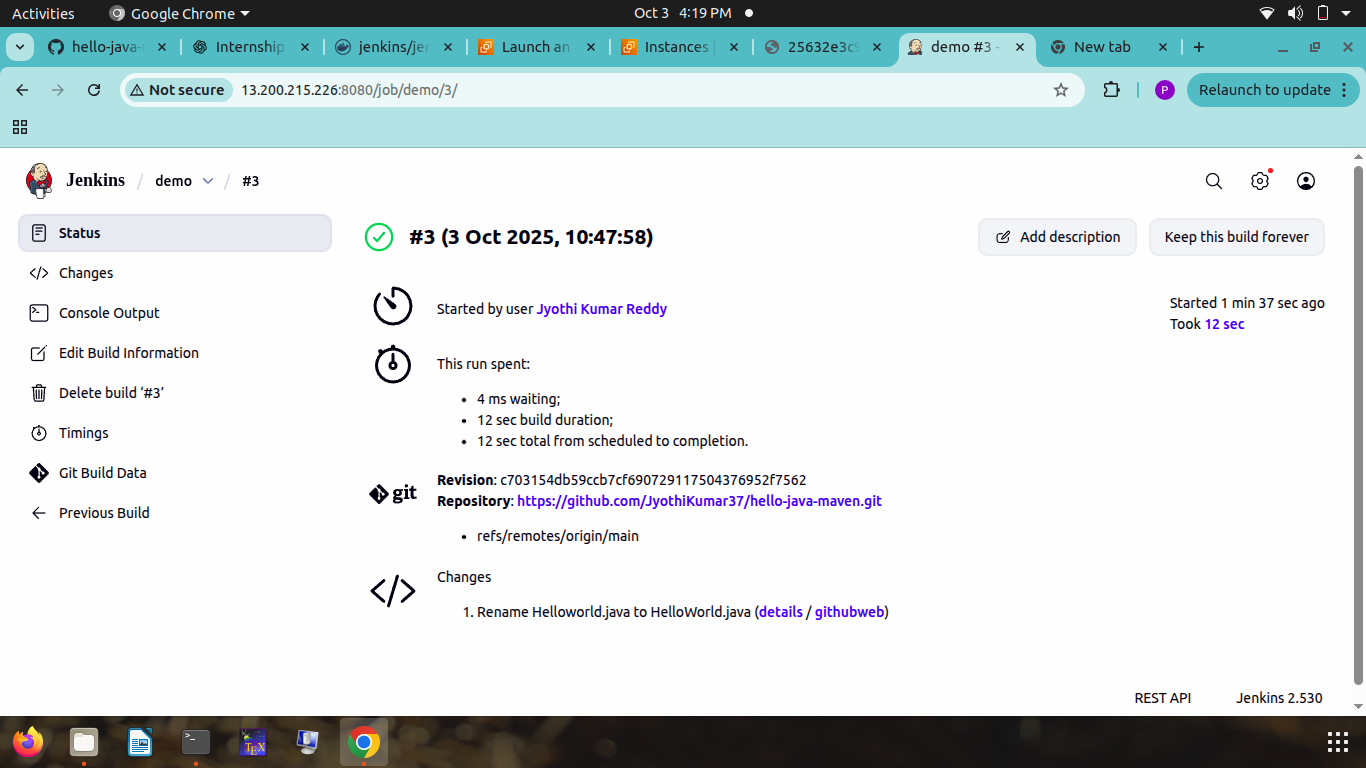 Activities
Google Chrome
Oct 3 4:19 PM
hello-java-
Internship
jenkins/jer
Launch an
Instances |
25632e3c9
demo #3 -
New tab
Not secure
13.200.215.226:8080/job/demo/3/
P
Relaunch to update
Jenkins / demo / #3
Status
Changes
Console Output
Edit Build Information
Delete build ‘#3’
Timings
Git Build Data
Previous Build
#3 (3 Oct 2025, 10:47:58)
Add description
Keep this build forever
Started by user Jyothi Kumar Reddy
Started 1 min 37 sec ago
Took 12 sec
This run spent:
4 ms waiting;
12 sec build duration;
12 sec total from scheduled to completion.
git
Revision: c703154db59ccb7cf690729117504376952f7562
Repository: https://github.com/JyothiKumar37/hello-java-maven.git
refs/remotes/origin/main
Changes
1. Rename Helloworld.java to HelloWorld.java (details / githubweb)
REST API
Jenkins 2.530
TEX